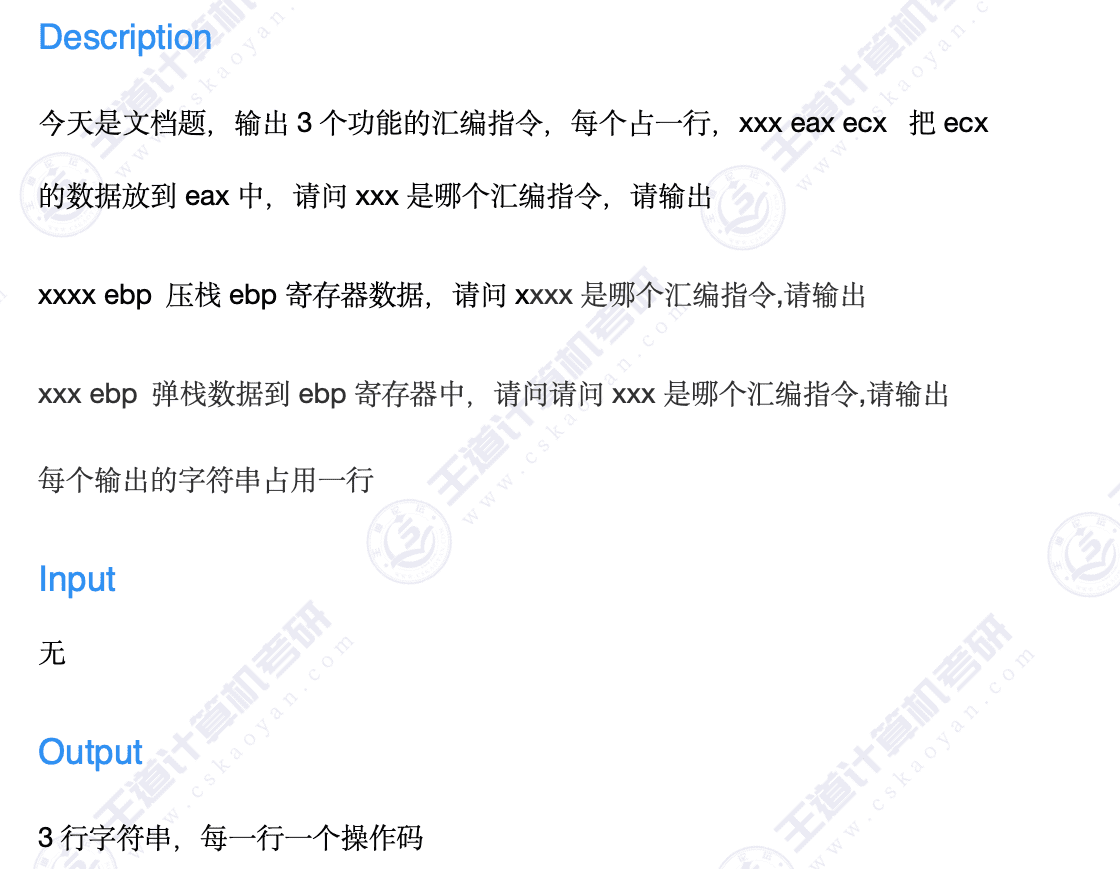 Description
今天是文档题，输出 3 个功能的汇编指令，每个占一行，xxx eax ecx 把 ecx
的数据放到 eax 中，请问 xxx 是哪个汇编指令，请输出
xxxx ebp 压栈 ebp 寄存器数据，请问 xxxx 是哪个汇编指令,请输出
xxx ebp 弹栈数据到 ebp 寄存器中，请问请问 xxx 是哪个汇编指令,请输出
每个输出的字符串占用一行
Input
无
Output
3 行字符串，每一行一个操作码
王道计算机考研
www.cskaoyan.com